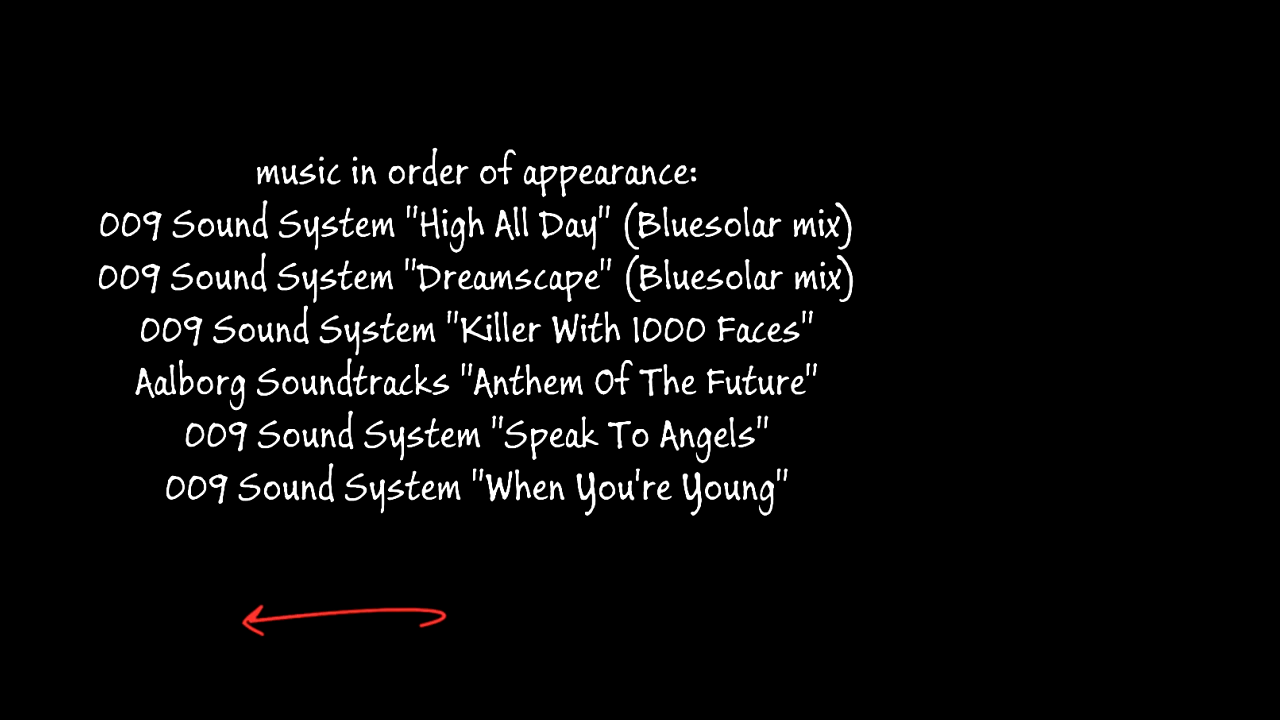 music in order of appearance:
009 Sound System "High All Day" (Bluesolar mix)
009 Sound System "Dreamscape" (Bluesolar mix)
009 Sound System "Killer With 1000 Faces"
Aalborg Soundtracks "Anthem Of The Future"
009 Sound System "Speak To Angels"
009 Sound System "When You're Young"